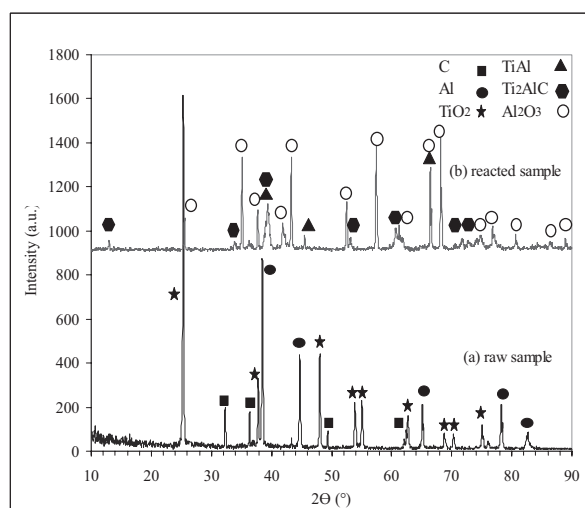 1800
1600
1400
1200
1000
800
600
400
200
0
Intensity (a.u.)
C
Al
TiO2
TiAl
Ti2AlC
Al2O3
(b) reacted sample
(a) raw sample
10 20 30 40 50 60 70 80 90
2Θ (°)